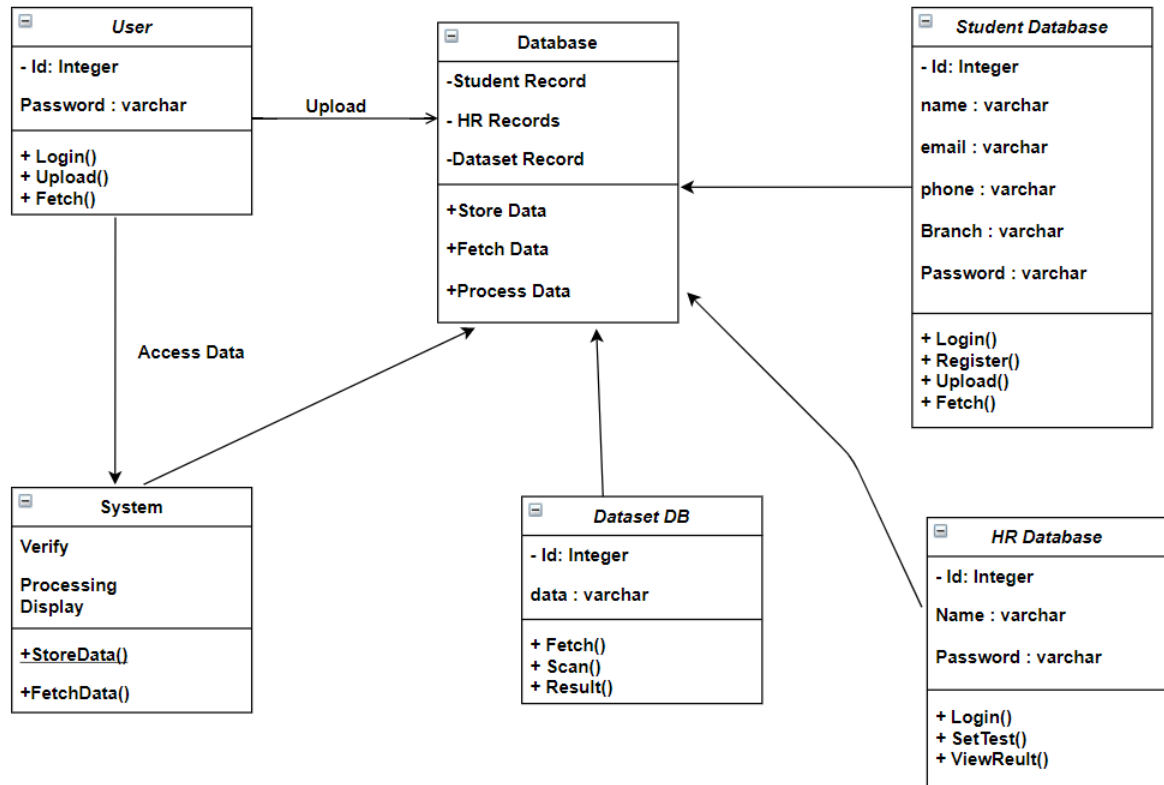 User
- Id: Integer
Password : varchar
+ Login()
+ Upload()
+ Fetch()
Upload
Database
-Student Record
- HR Records
-Dataset Record
+Store Data
+Fetch Data
+Process Data
Student Database
- Id: Integer
name : varchar
email : varchar
phone : varchar
Branch : varchar
Password : varchar
+ Login()
+ Register()
+ Upload()
+ Fetch()
Access Data
System
Verify
Processing
Display
+StoreData()
+FetchData()
Dataset DB
- Id: Integer
data : varchar
+ Fetch()
+ Scan()
+ Result()
HR Database
- Id: Integer
Name : varchar
Password : varchar
+ Login()
+ SetTest()
+ ViewReult()